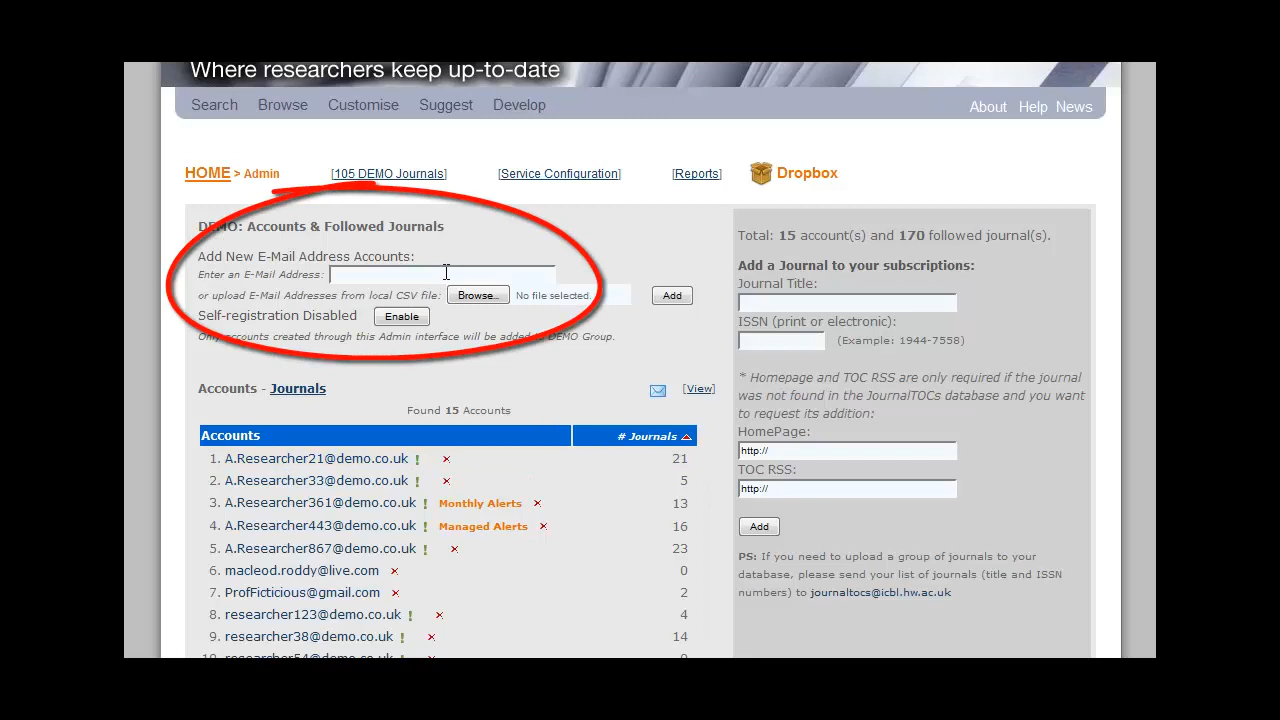 Where researchers keep up-to-date
Search Browse Customise Suggest Develop About Help News
HOME > Admin [105 DEMO Journals] [Service Configuration] [Reports] Dropbox
DEMO: Accounts & Followed Journals
Add New E-Mail Address Accounts:
Enter an E-Mail Address:
or upload E-Mail Addresses from local CSV file: Browse... No file selected. Add
Self-registration Disabled Enable
Only accounts created through this Admin interface will be added to DEMO Group.
Accounts - Journals [View]
Found 15 Accounts
Accounts # Journals
1. A.Researcher21@demo.co.uk ! 21
2. A.Researcher33@demo.co.uk ! 5
3. A.Researcher361@demo.co.uk ! Monthly Alerts 13
4. A.Researcher443@demo.co.uk ! Managed Alerts 16
5. A.Researcher867@demo.co.uk ! 23
6. macleod.roddy@live.com 0
7. ProfFicticious@gmail.com 2
8. researcher123@demo.co.uk ! 4
9. researcher38@demo.co.uk ! 14
10. researcher54@demo.co.uk
Total: 15 account(s) and 170 followed journal(s).
Add a Journal to your subscriptions:
Journal Title:
ISSN (print or electronic):
(Example: 1944-7558)
* Homepage and TOC RSS are only required if the journal
was not found in the JournalTOCs database and you want
to request its addition:
HomePage:
http://
TOC RSS:
http://
Add
PS: If you need to upload a group of journals to your
database, please send your list of journals (title and ISSN
numbers) to journaltocs@icbl.hw.ac.uk